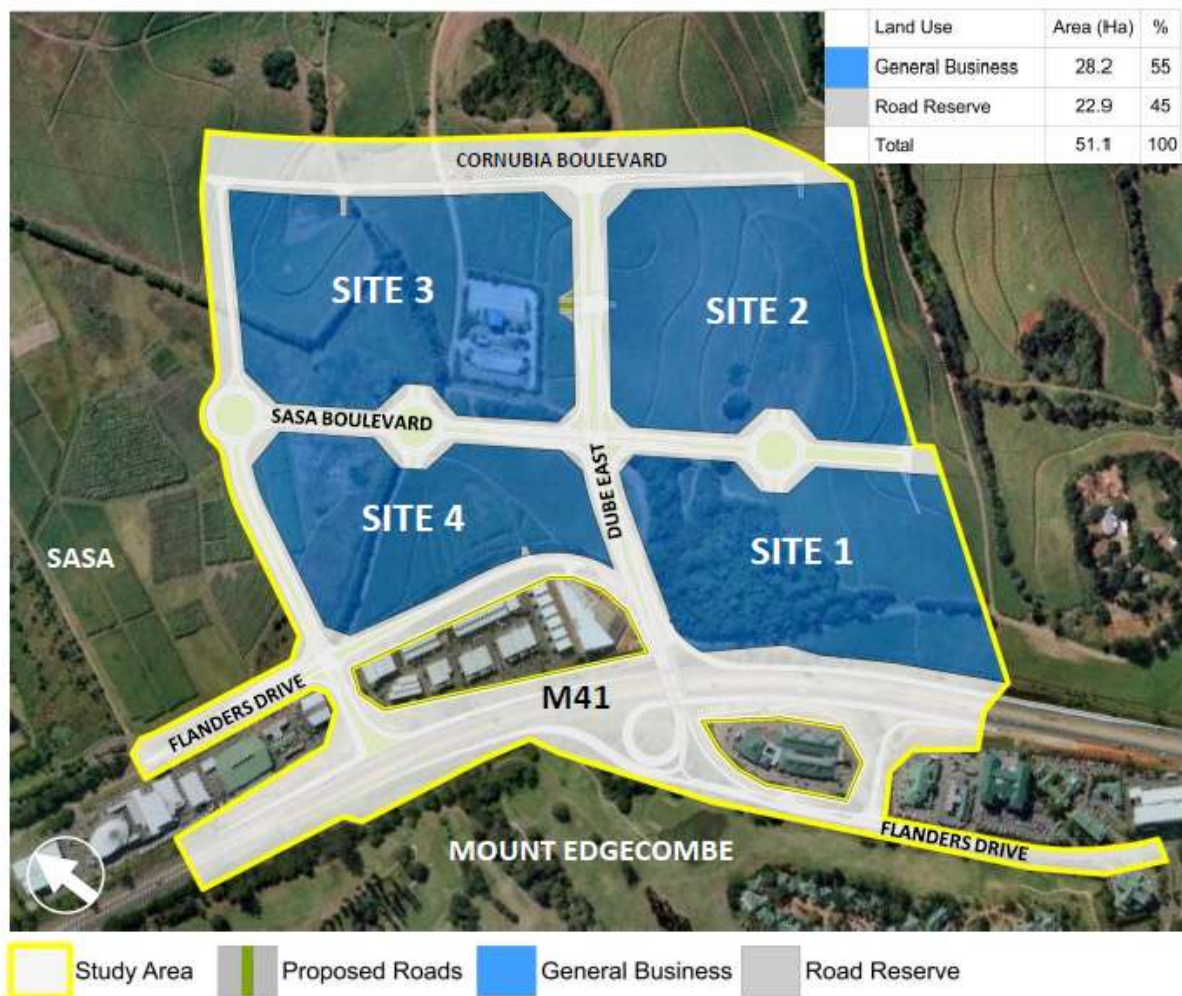 Land Use Area (Ha) %
General Business 28.2 55
Road Reserve 22.9 45
Total 51.1 100
CORNUBIA BOULEVARD
SITE 3
SITE 2
SASA BOULEVARD
DUBE EAST
SITE 4
SITE 1
SASA
M41
FLANDERS DRIVE
FLANDERS DRIVE
MOUNT EDGECOMBE
Study Area
Proposed Roads
General Business
Road Reserve